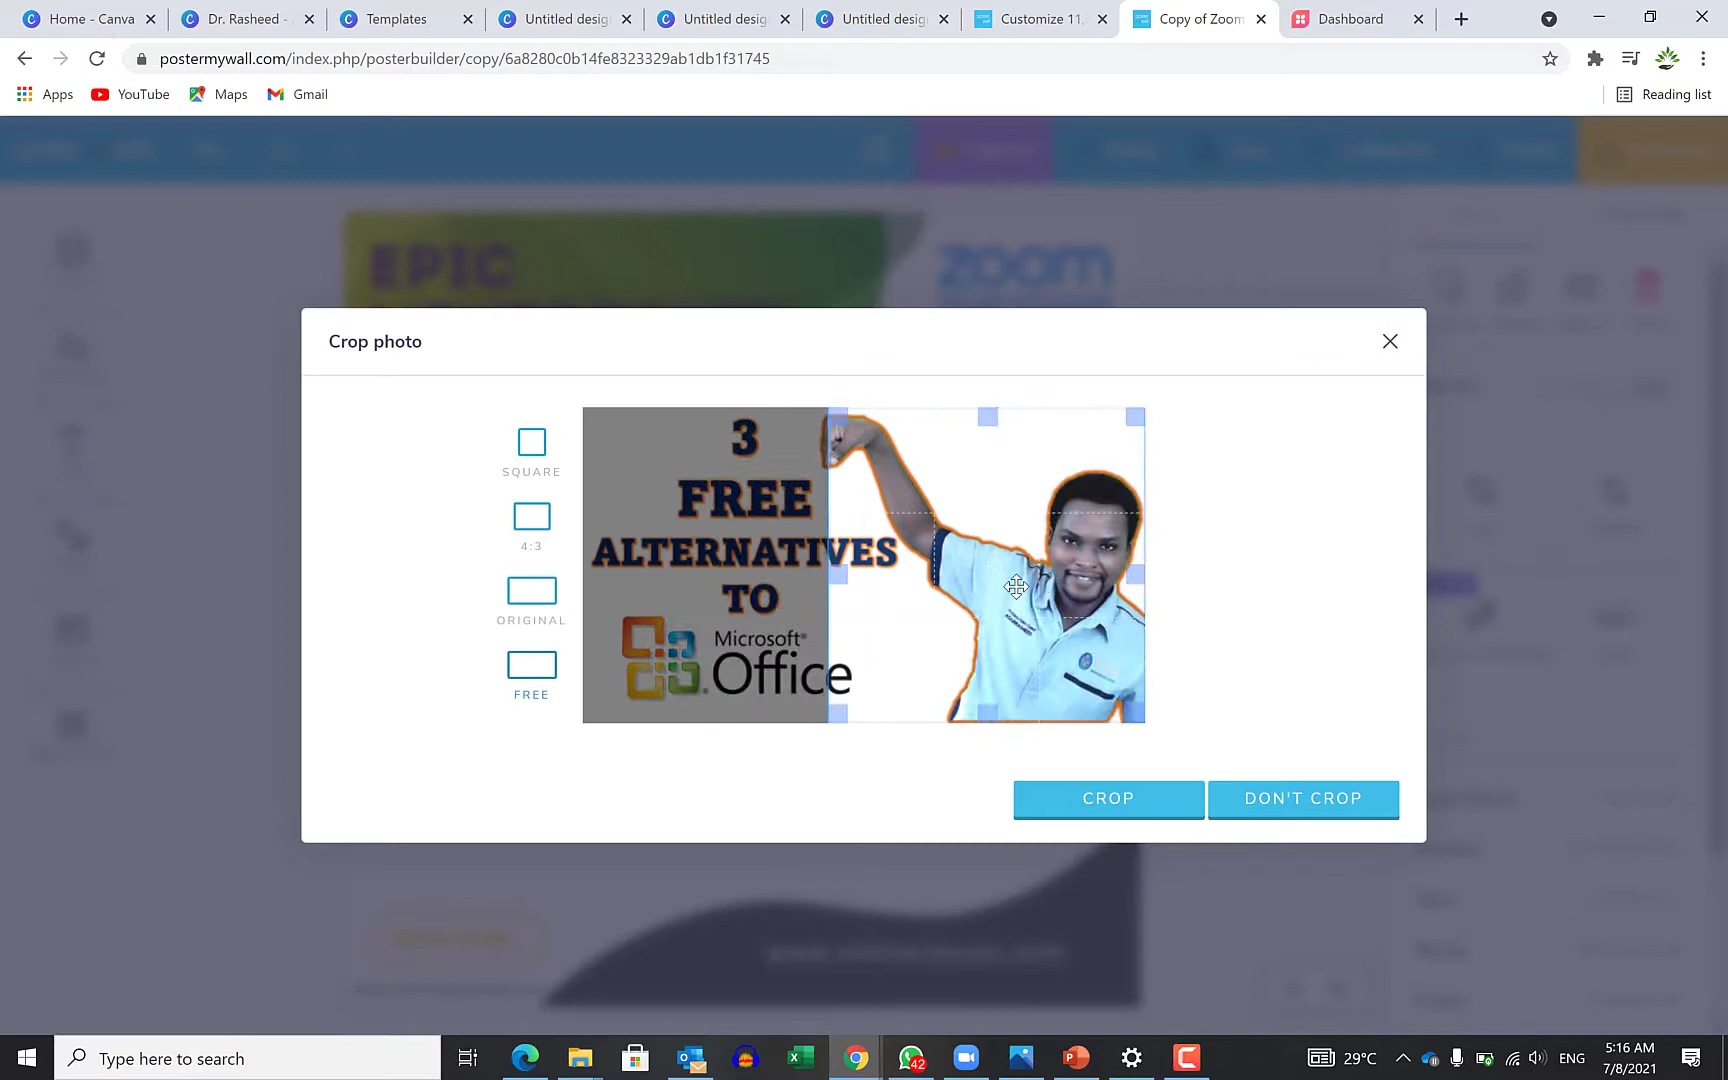 Home - Canva
Dr. Rasheed -
Templates
Untitled desig
Untitled desig
Untitled desig
Customize 11,
Copy of Zoom
Dashboard
postermywall.com/index.php/posterbuilder/copy/6a8280c0b14fe8323329ab1db1f31745
Apps
YouTube
Maps
Gmail
Reading list
EPIC
zoom
Crop photo
SQUARE
4:3
ORIGINAL
FREE
3
FREE
ALTERNATIVES
TO
Microsoft®
Office
CROP
DON'T CROP
Type here to search
42
29°C
ENG
5:16 AM
7/8/2021